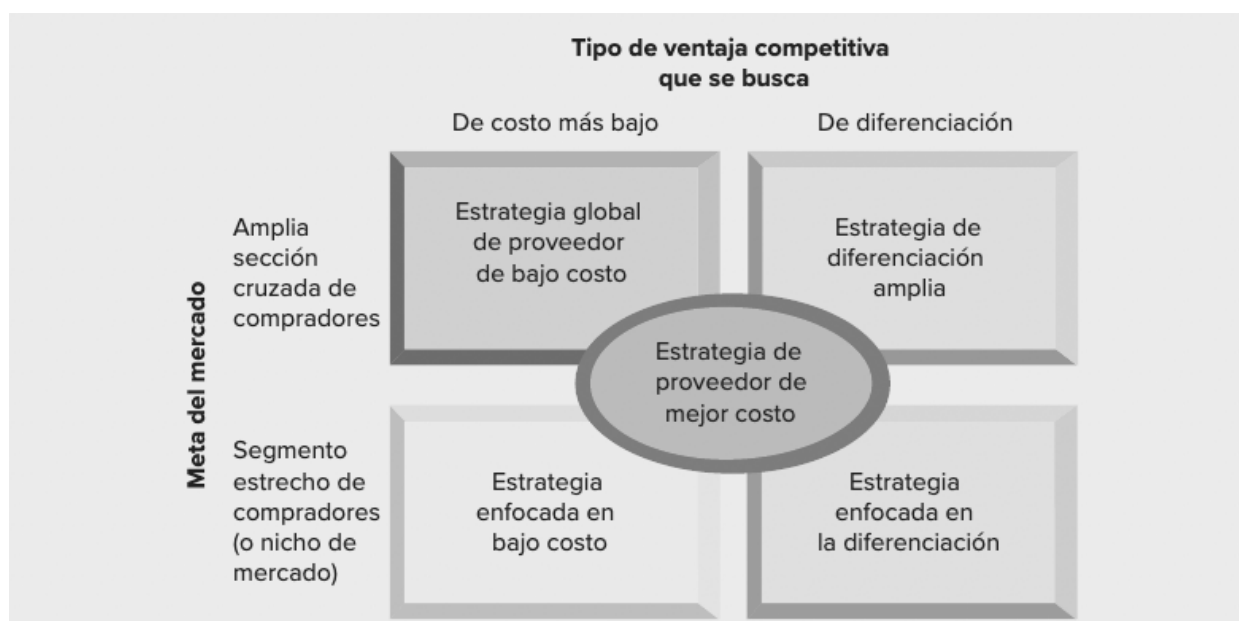 Tipo de ventaja competitiva
que se busca
De costo más bajo
De diferenciación
Meta del mercado
Amplia
sección
cruzada de
compradores
Estrategia global
de proveedor
de bajo costo
Estrategia de
diferenciación
amplia
Estrategia de
proveedor de
mejor costo
Segmento
estrecho de
compradores
(o nicho de
mercado)
Estrategia
enfocada en
bajo costo
Estrategia
enfocada en
la diferenciación